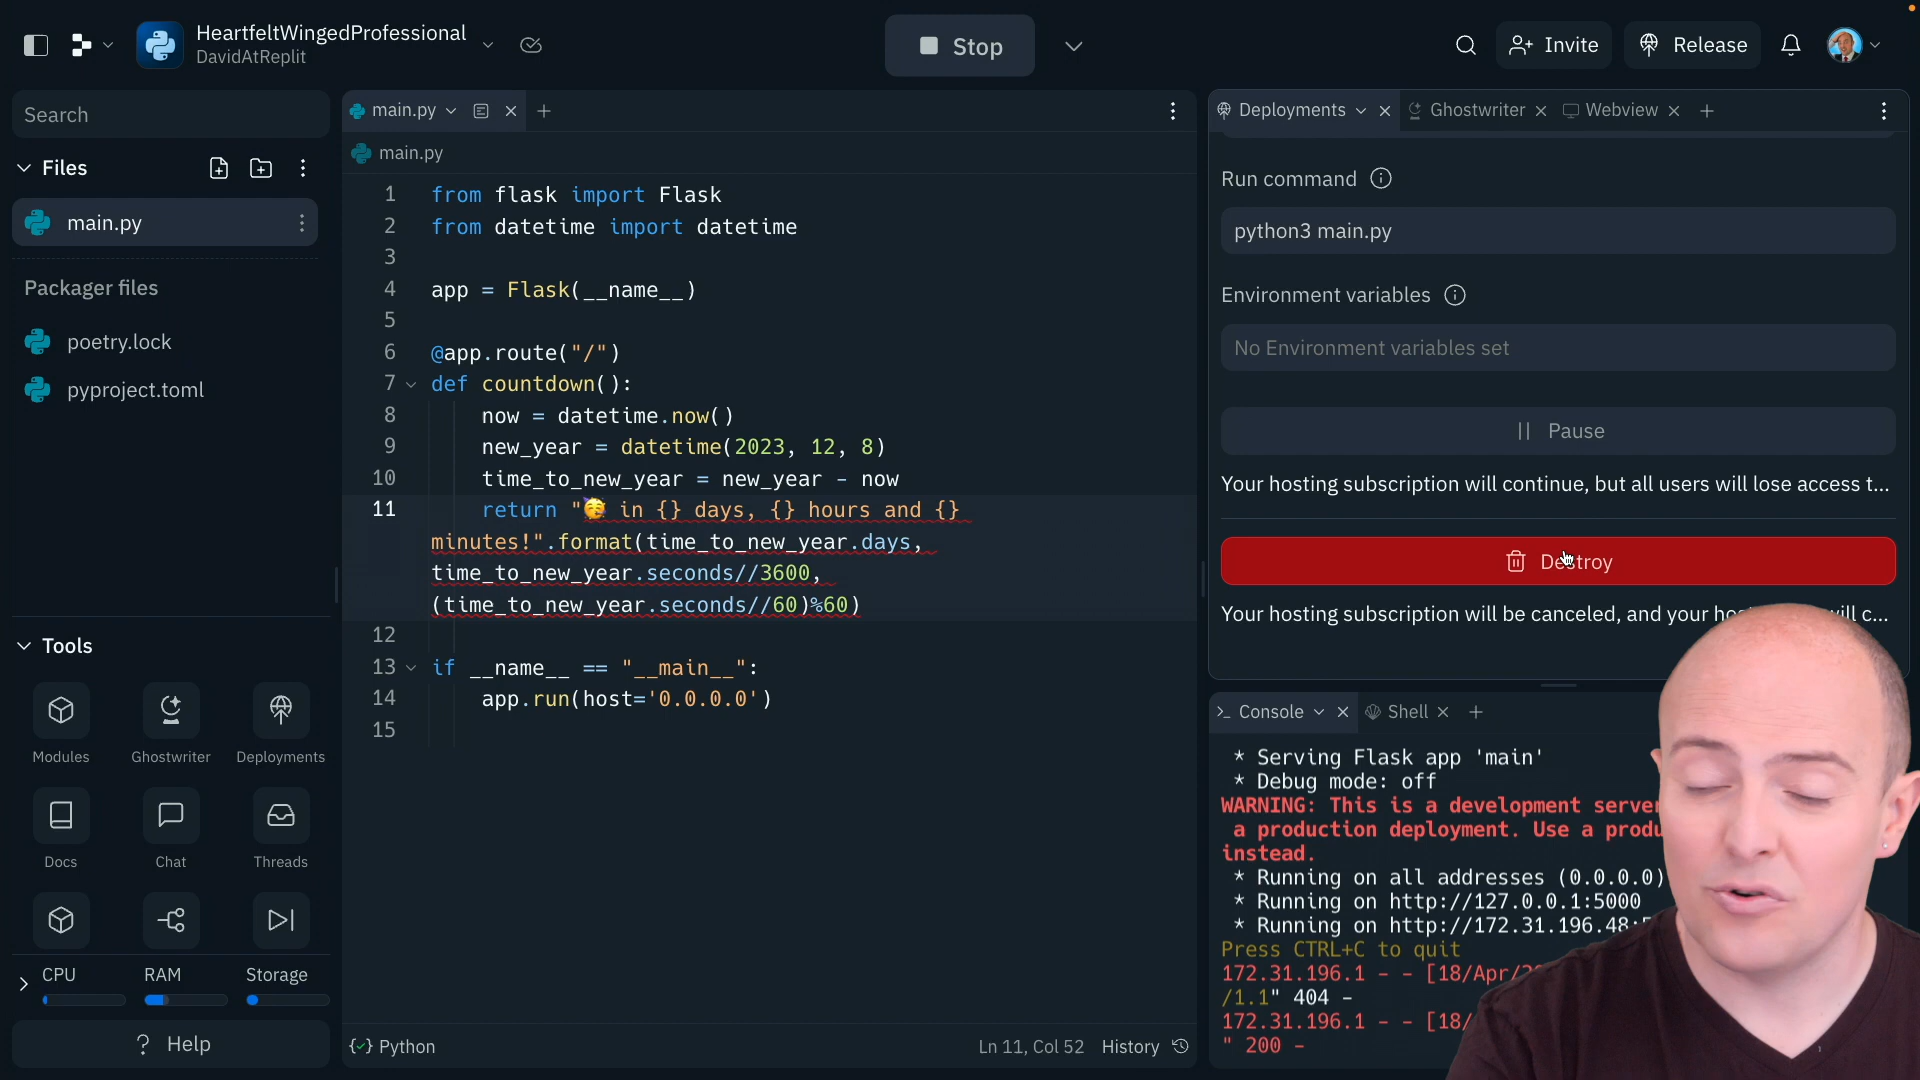 HeartfeltWingedProfessional
DavidAtReplit
Stop
Invite
Release
Search
Files
main.py
Packager files
poetry.lock
pyproject.toml
Tools
Modules
Ghostwriter
Deployments
Docs
Chat
Threads
CPU
RAM
Storage
? Help
main.py
main.py
1 from flask import Flask
2 from datetime import datetime
3
4 app = Flask(__name__)
5
6 @app.route("/")
7 def countdown():
8 now = datetime.now()
9 new_year = datetime(2023, 12, 8)
10 time_to_new_year = new_year - now
11 return "🥳 in {} days, {} hours and {}
minutes!".format(time_to_new_year.days,
time_to_new_year.seconds//3600,
(time_to_new_year.seconds//60)%60)
12
13 if __name__ == "__main__":
14 app.run(host='0.0.0.0')
15
Python
Ln 11, Col 52
History
Deployments
Ghostwriter
Webview
Run command
python3 main.py
Environment variables
No Environment variables set
Pause
Your hosting subscription will continue, but all users will lose access t...
Destroy
Your hosting subscription will be canceled, and your will c...
Console
Shell
* Serving Flask app 'main'
* Debug mode: off
WARNING: This is a development server
a production deployment. Use a
instead.
* Running on all addresses (0.0.0.0)
* Running on http://127.0.0.1:5000
* Running on http://172.31.196.48:
Press CTRL+C to quit
172.31.196.1 - - [18/Apr/
/1.1" 404 -
172.31.196.1 - - [18/
" 200 -